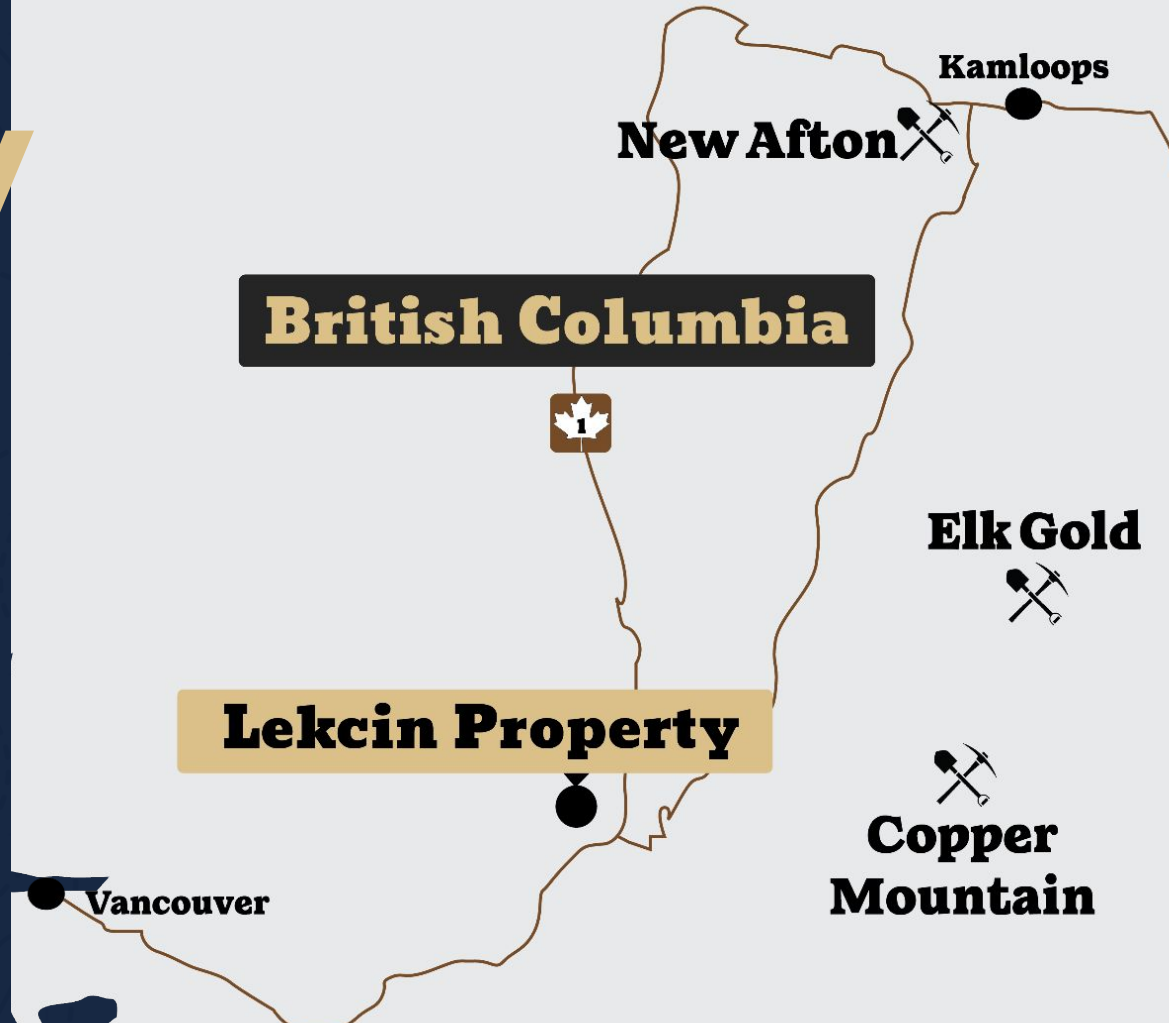 Kamloops
New Afton
British Columbia
1
Elk Gold
Lekcin Property
Copper
Mountain
Vancouver